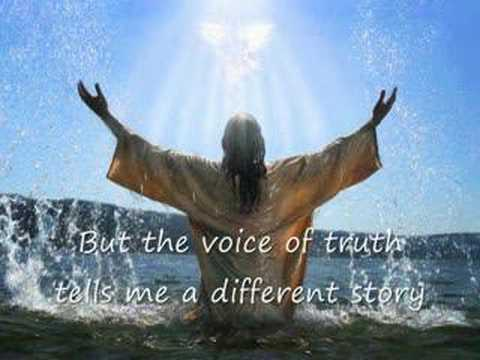 But the voice of truth
tells me a different story